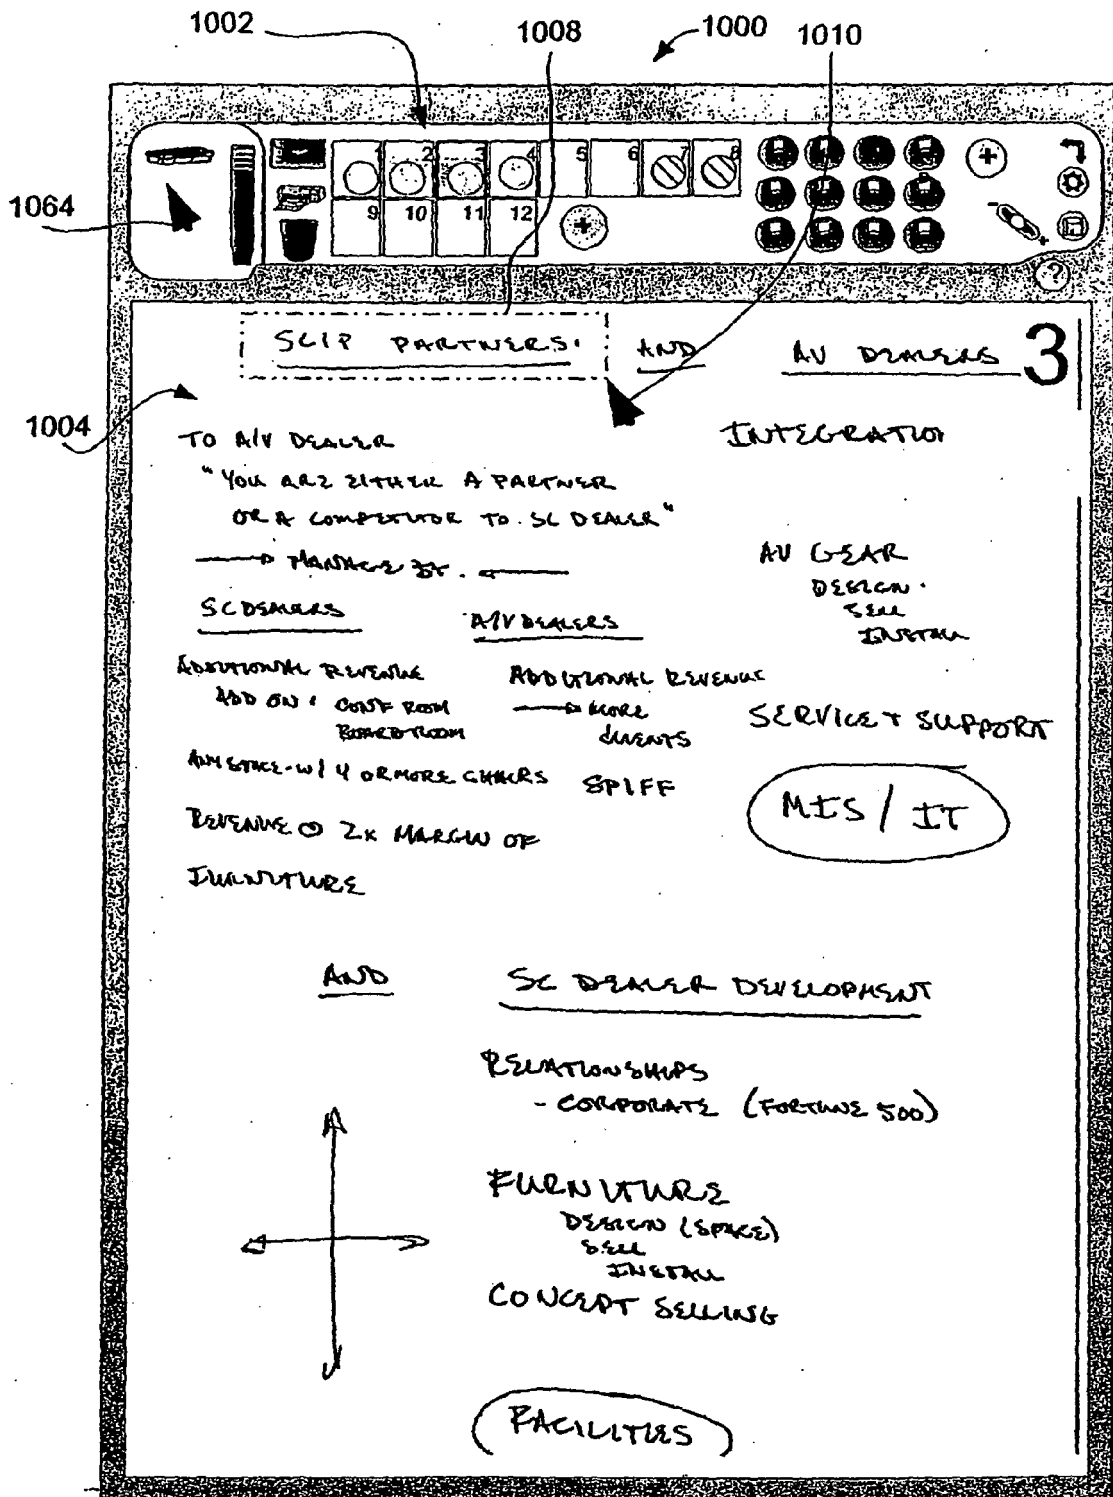 1002
1008
1000
1010
1064
1 2 3 4 5 6 7 8
9 10 11 12
?
SCIP PARTNERS. AND AV DEALERS 3
1004
TO A/V DEALER
INTEGRATION
"YOU ARE EITHER A PARTNER
OR A COMPETITOR TO SC DEALER"
MANAGE IT.
AV GEAR
DESIGN
SELL
INSTALL
SC DEALERS
A/V DEALERS
ADDITIONAL REVENUE
ADD ON: CONF ROOM
BOARD ROOM
ADDITIONAL REVENUE
MORE
CLIENTS
SERVICE + SUPPORT
ANY SPACE - W/ 4 OR MORE CHAIRS
SPIFF
MIS / IT
REVENUE @ 2X MARGIN OF
FURNITURE
AND
SC DEALER DEVELOPMENT
RELATIONSHIPS
- CORPORATE (FORTUNE 500)
FURNITURE
DESIGN (SPACE)
SELL
INSTALL
CONCEPT SELLING
FACILITIES